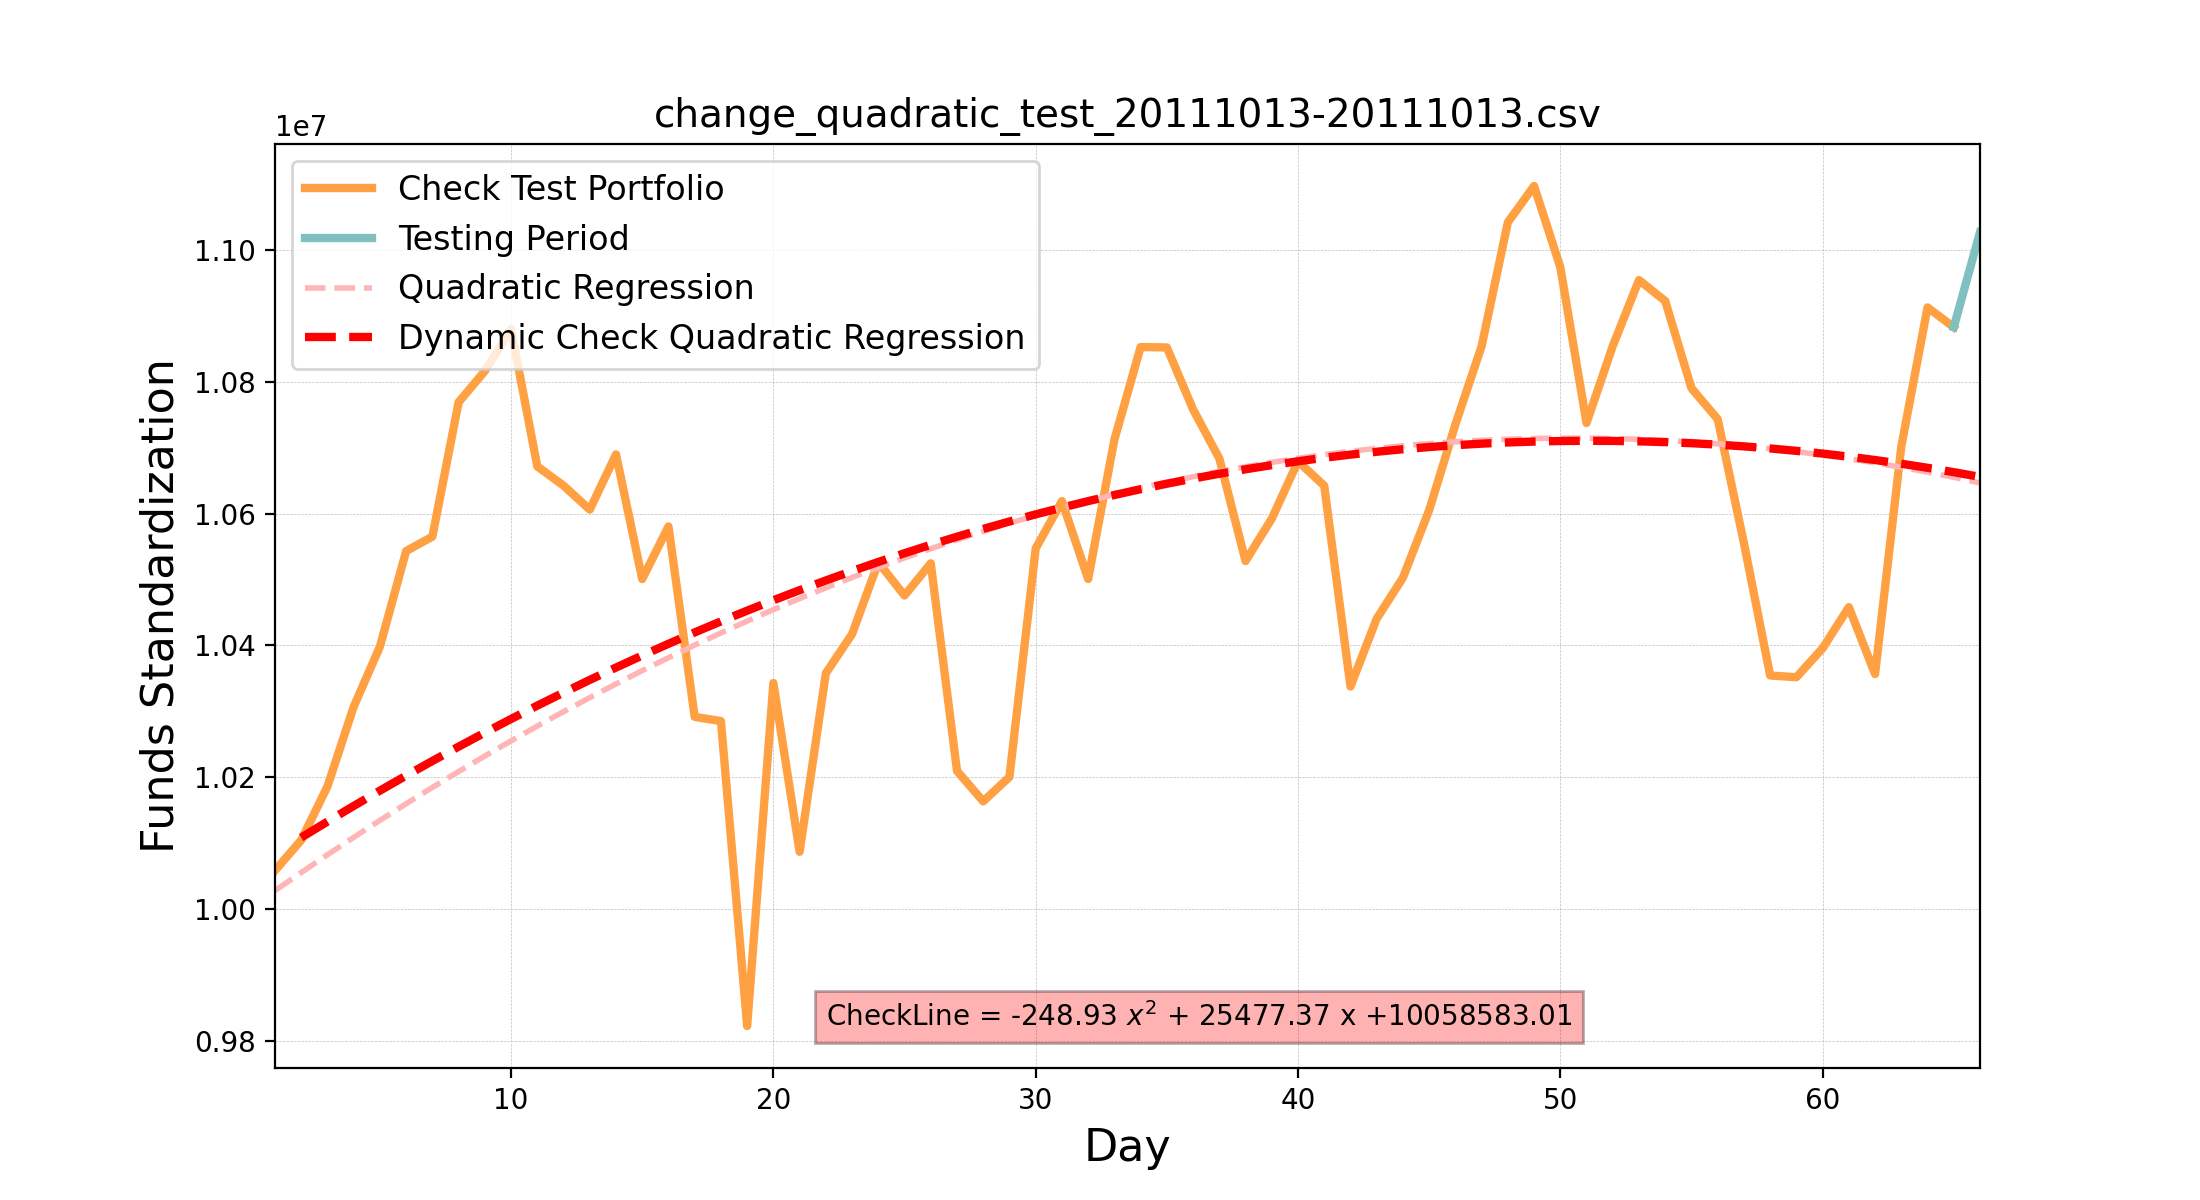 change_quadratic_test_20111013-20111013.csv
1e7
Check Test Portfolio
Testing Period
Quadratic Regression
Dynamic Check Quadratic Regression
1.10
1.08
1.06
1.04
1.02
1.00
0.98
Funds Standardization
CheckLine = -248.93 x² + 25477.37 x +10058583.01
10 20 30 40 50 60
Day